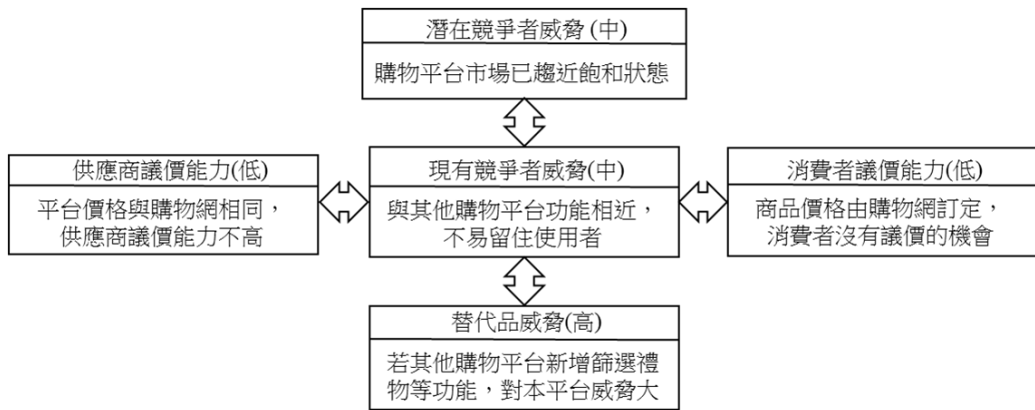 潛在競爭者威脅 (中)
購物平台市場已趨近飽和狀態
供應商議價能力(低)
平台價格與購物網相同，
供應商議價能力不高
現有競爭者威脅(中)
與其他購物平台功能相近，
不易留住使用者
消費者議價能力(低)
商品價格由購物網訂定，
消費者沒有議價的機會
替代品威脅(高)
若其他購物平台新增篩選禮
物等功能，對本平台威脅大